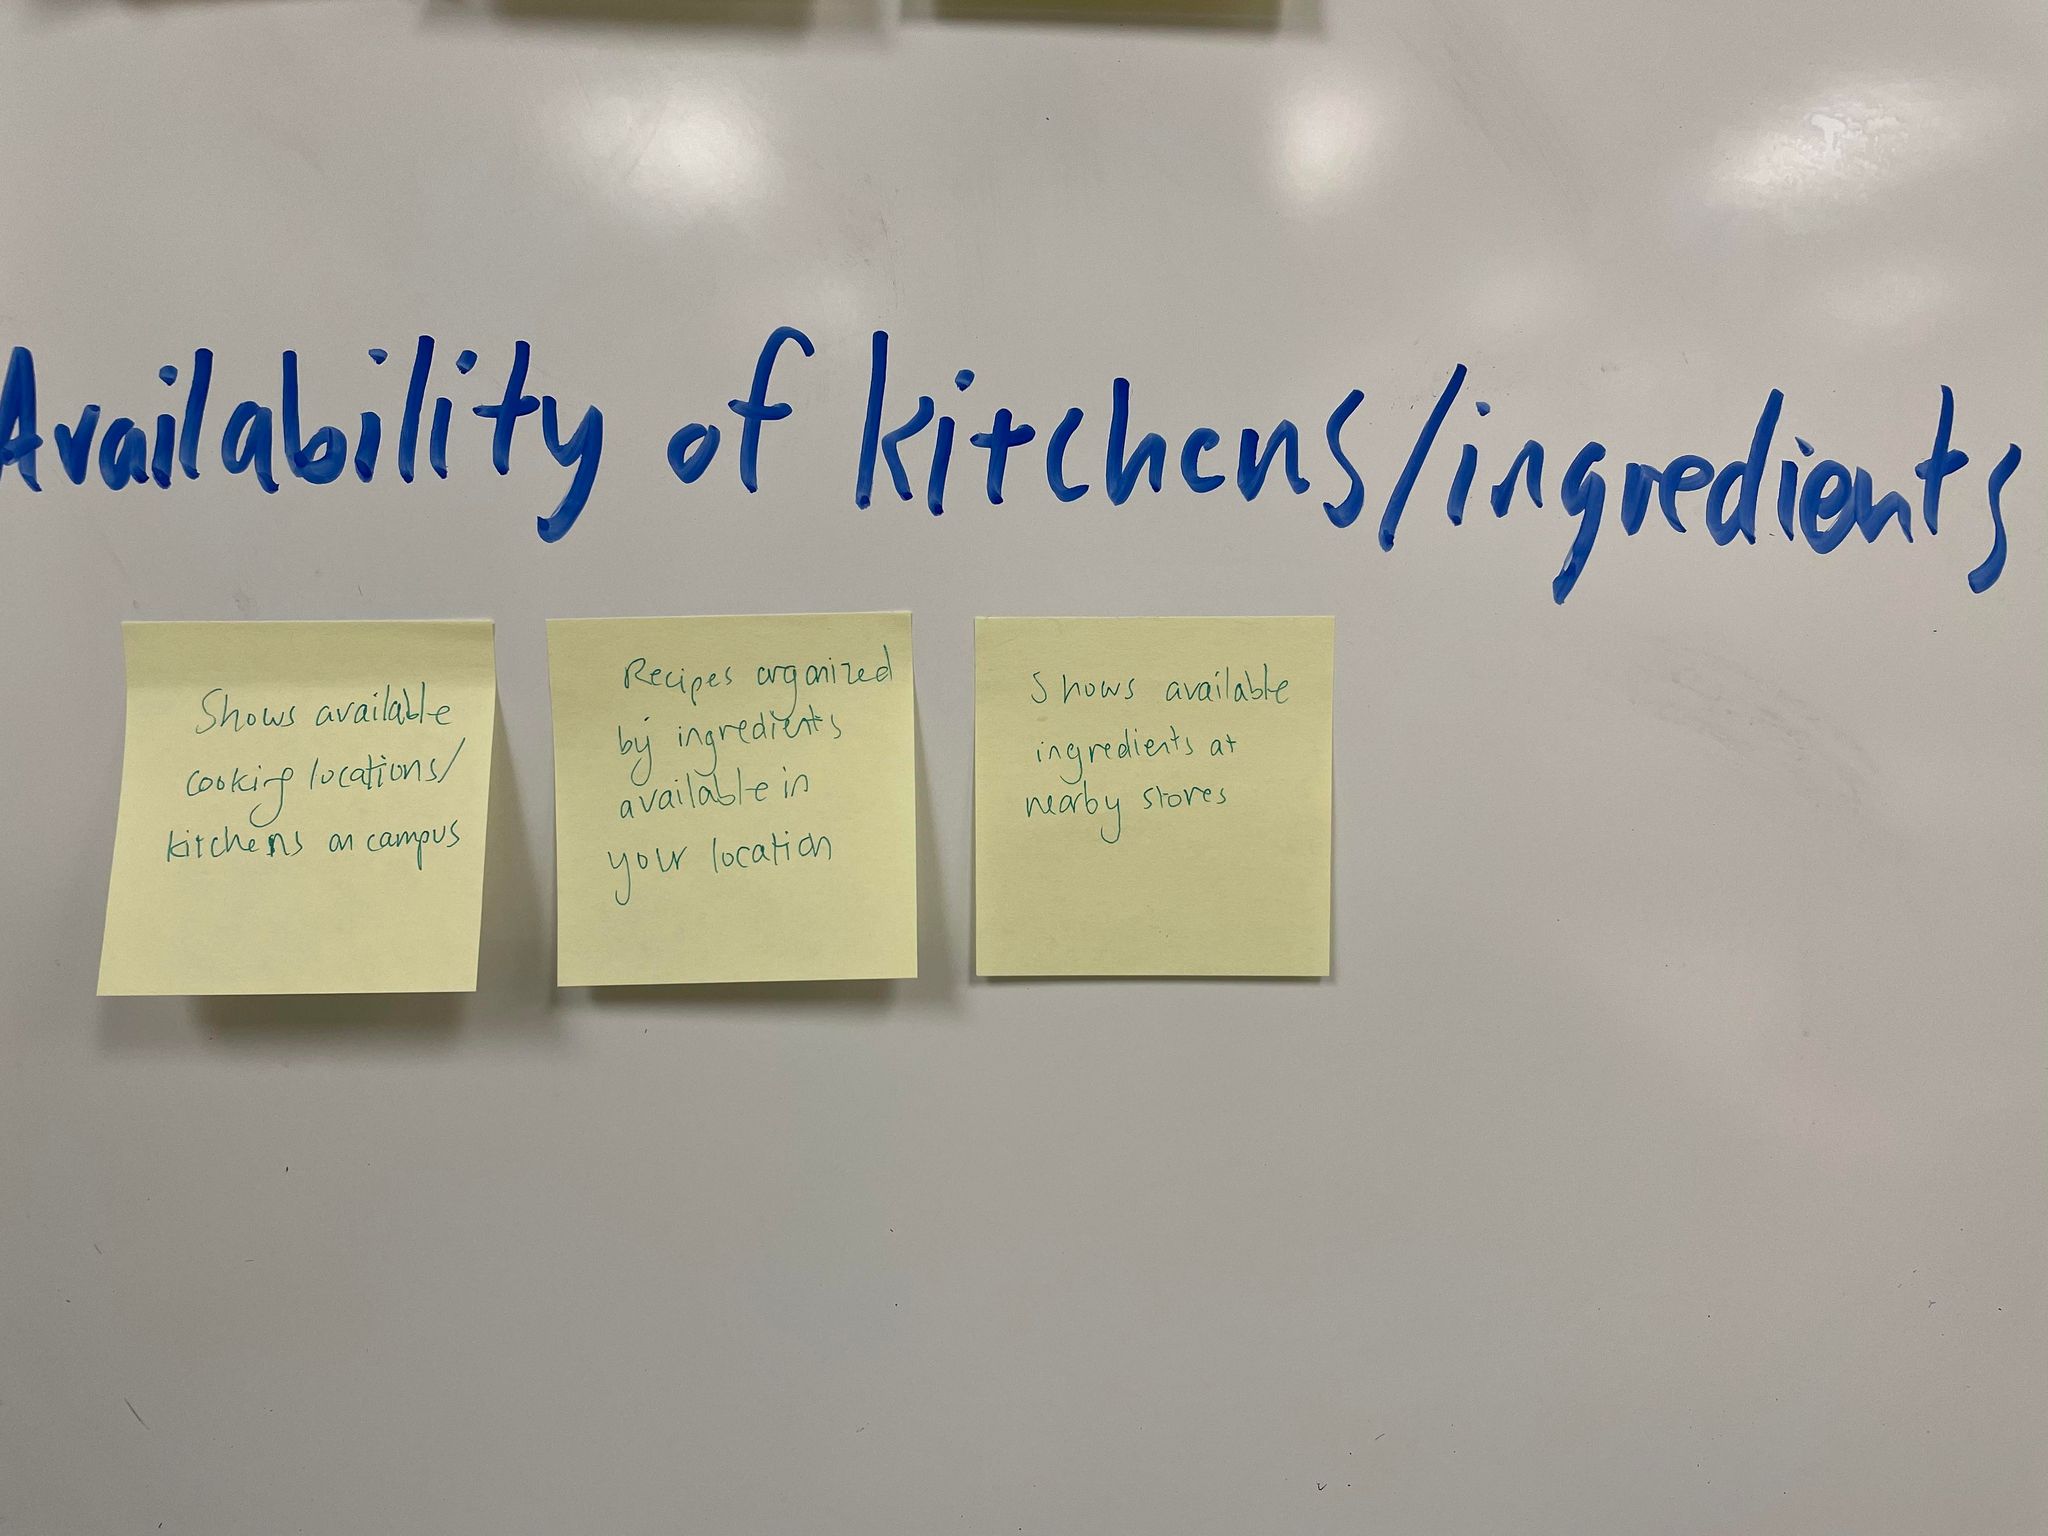 Availability of kitchens/ingredients
Shows available
cooking locations/
kitchens on campus
Recipes organized
by ingredients
available in
your location
Shows available
ingredients at
nearby stores